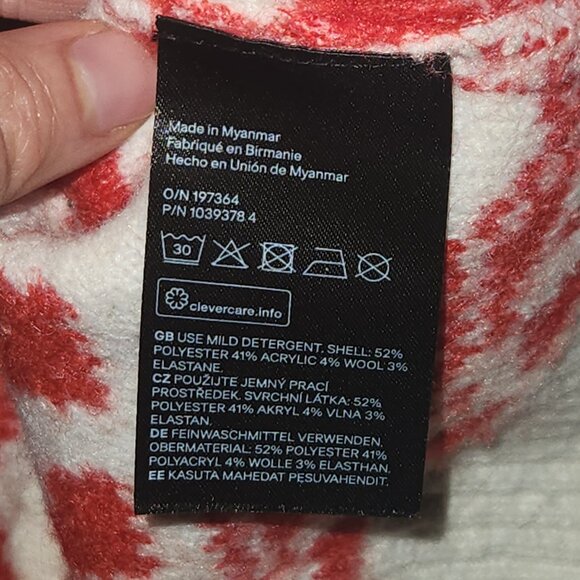 Made in Myanmar
Fabriqué en Birmanie
Hecho en Unión de Myanmar
O/N 197364
P/N 1039378.4
30
clevercare.info
GB USE MILD DETERGENT. SHELL: 52%
POLYESTER 41% ACRYLIC 4% WOOL 3%
ELASTANE.
CZ POUŽIJTE JEMNÝ PRACÍ
PROSTŘEDEK. SVRCHNÍ LÁTKA: 52%
POLYESTER 41% AKRYL 4% VLNA 3%
ELASTAN.
DE FEINWASCHMITTEL VERWENDEN.
OBERMATERIAL: 52% POLYESTER 41%
POLYACRYL 4% WOLLE 3% ELASTHAN.
EE KASUTA MAHEDAT PESUVAHENDIT.